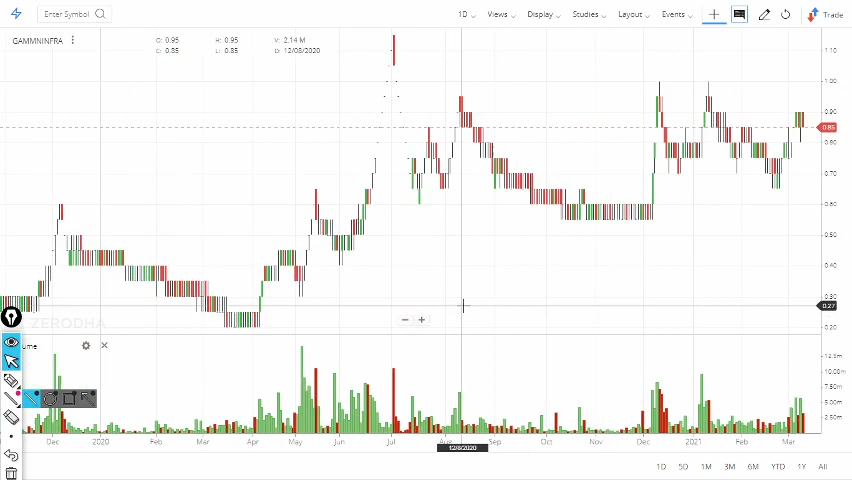 Enter Symbol 1D Views Display Studies Layout Events Trade
GAMMNINFRA O: 0.95 H: 0.95 V: 2.14 M
C: 0.85 L: 0.85 D: 12/08/2020
1.10
1.00
0.90
0.85
0.80
0.70
0.60
0.50
0.40
0.30
0.27
0.20
ZERODHA
ume
12.5m
10.00m
7.50m
5.00m
2.50m
Dec 2020 Feb Mar Apr May Jun Jul Aug Sep Oct Nov Dec 2021 Feb Mar
12/8/2020
1D 5D 1M 3M 6M YTD 1Y All